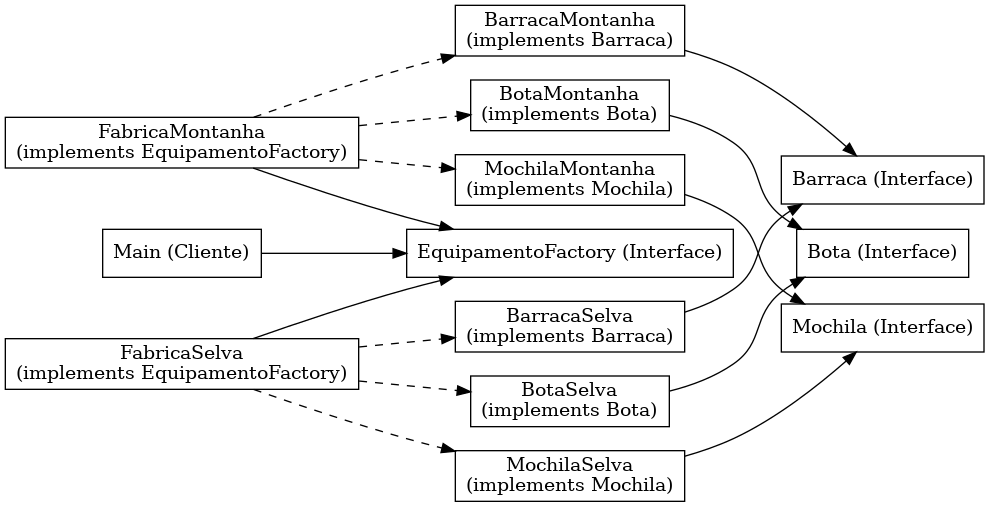 BarracaMontanha
(implements Barraca)
BotaMontanha
(implements Bota)
FabricaMontanha
(implements EquipamentoFactory)
MochilaMontanha
(implements Mochila)
Barraca (Interface)
Main (Cliente)
EquipamentoFactory (Interface)
Bota (Interface)
BarracaSelva
(implements Barraca)
Mochila (Interface)
FabricaSelva
(implements EquipamentoFactory)
BotaSelva
(implements Bota)
MochilaSelva
(implements Mochila)